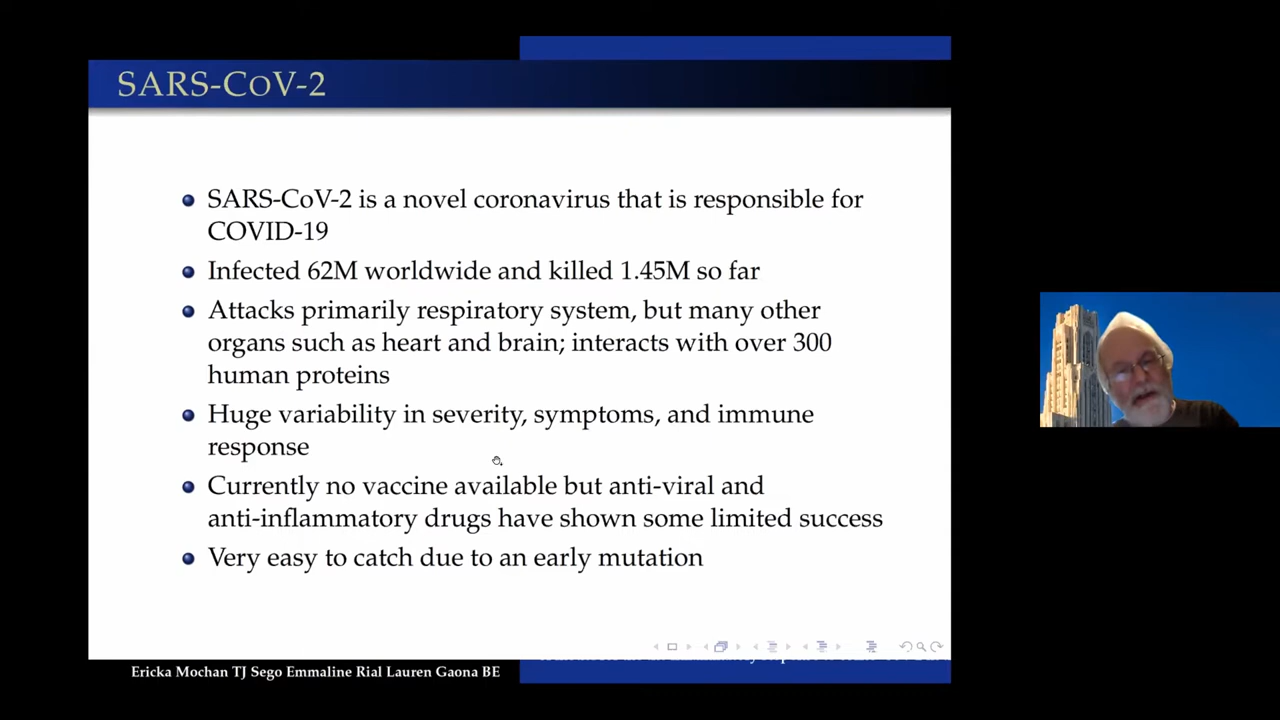 SARS-CoV-2
SARS-CoV-2 is a novel coronavirus that is responsible for
COVID-19
Infected 62M worldwide and killed 1.45M so far
Attacks primarily respiratory system, but many other
organs such as heart and brain; interacts with over 300
human proteins
Huge variability in severity, symptoms, and immune
response
Currently no vaccine available but anti-viral and
anti-inflammatory drugs have shown some limited success
Very easy to catch due to an early mutation
Ericka Mochan TJ Sego Emmaline Rial Lauren Gaona BE